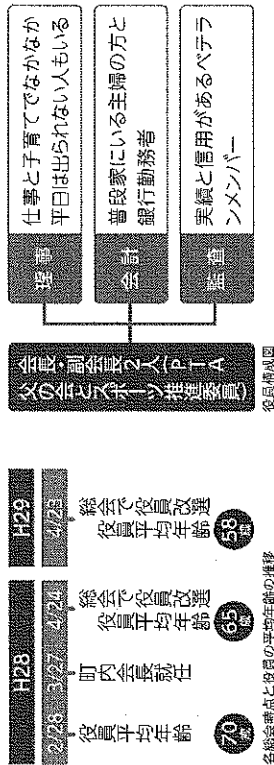 H28
H29
2/28
3/27
4/24
4/23
役員平均年齢
町内会長就任
総会で役員改選
役員平均年齢
総会で役員改選
役員平均年齢
70歳
65歳
58歳
各総会時点と役員の平均年齢の推移
会長・副会長2人(PTA
父の会とスポーツ推進委員)
理事
仕事と子育てでなかなか
平日は出られない人もいる
会計
普段家にいる主婦の方と
銀行勤務者
監査
実績と信用があるベテラ
ンメンバー
役員構成図